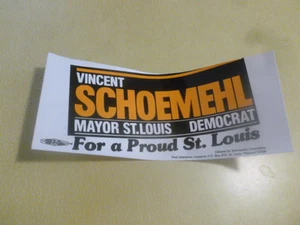 VINCENT
SCHOEMEHL
MAYOR ST.LOUIS DEMOCRAT
For a Proud St. Louis